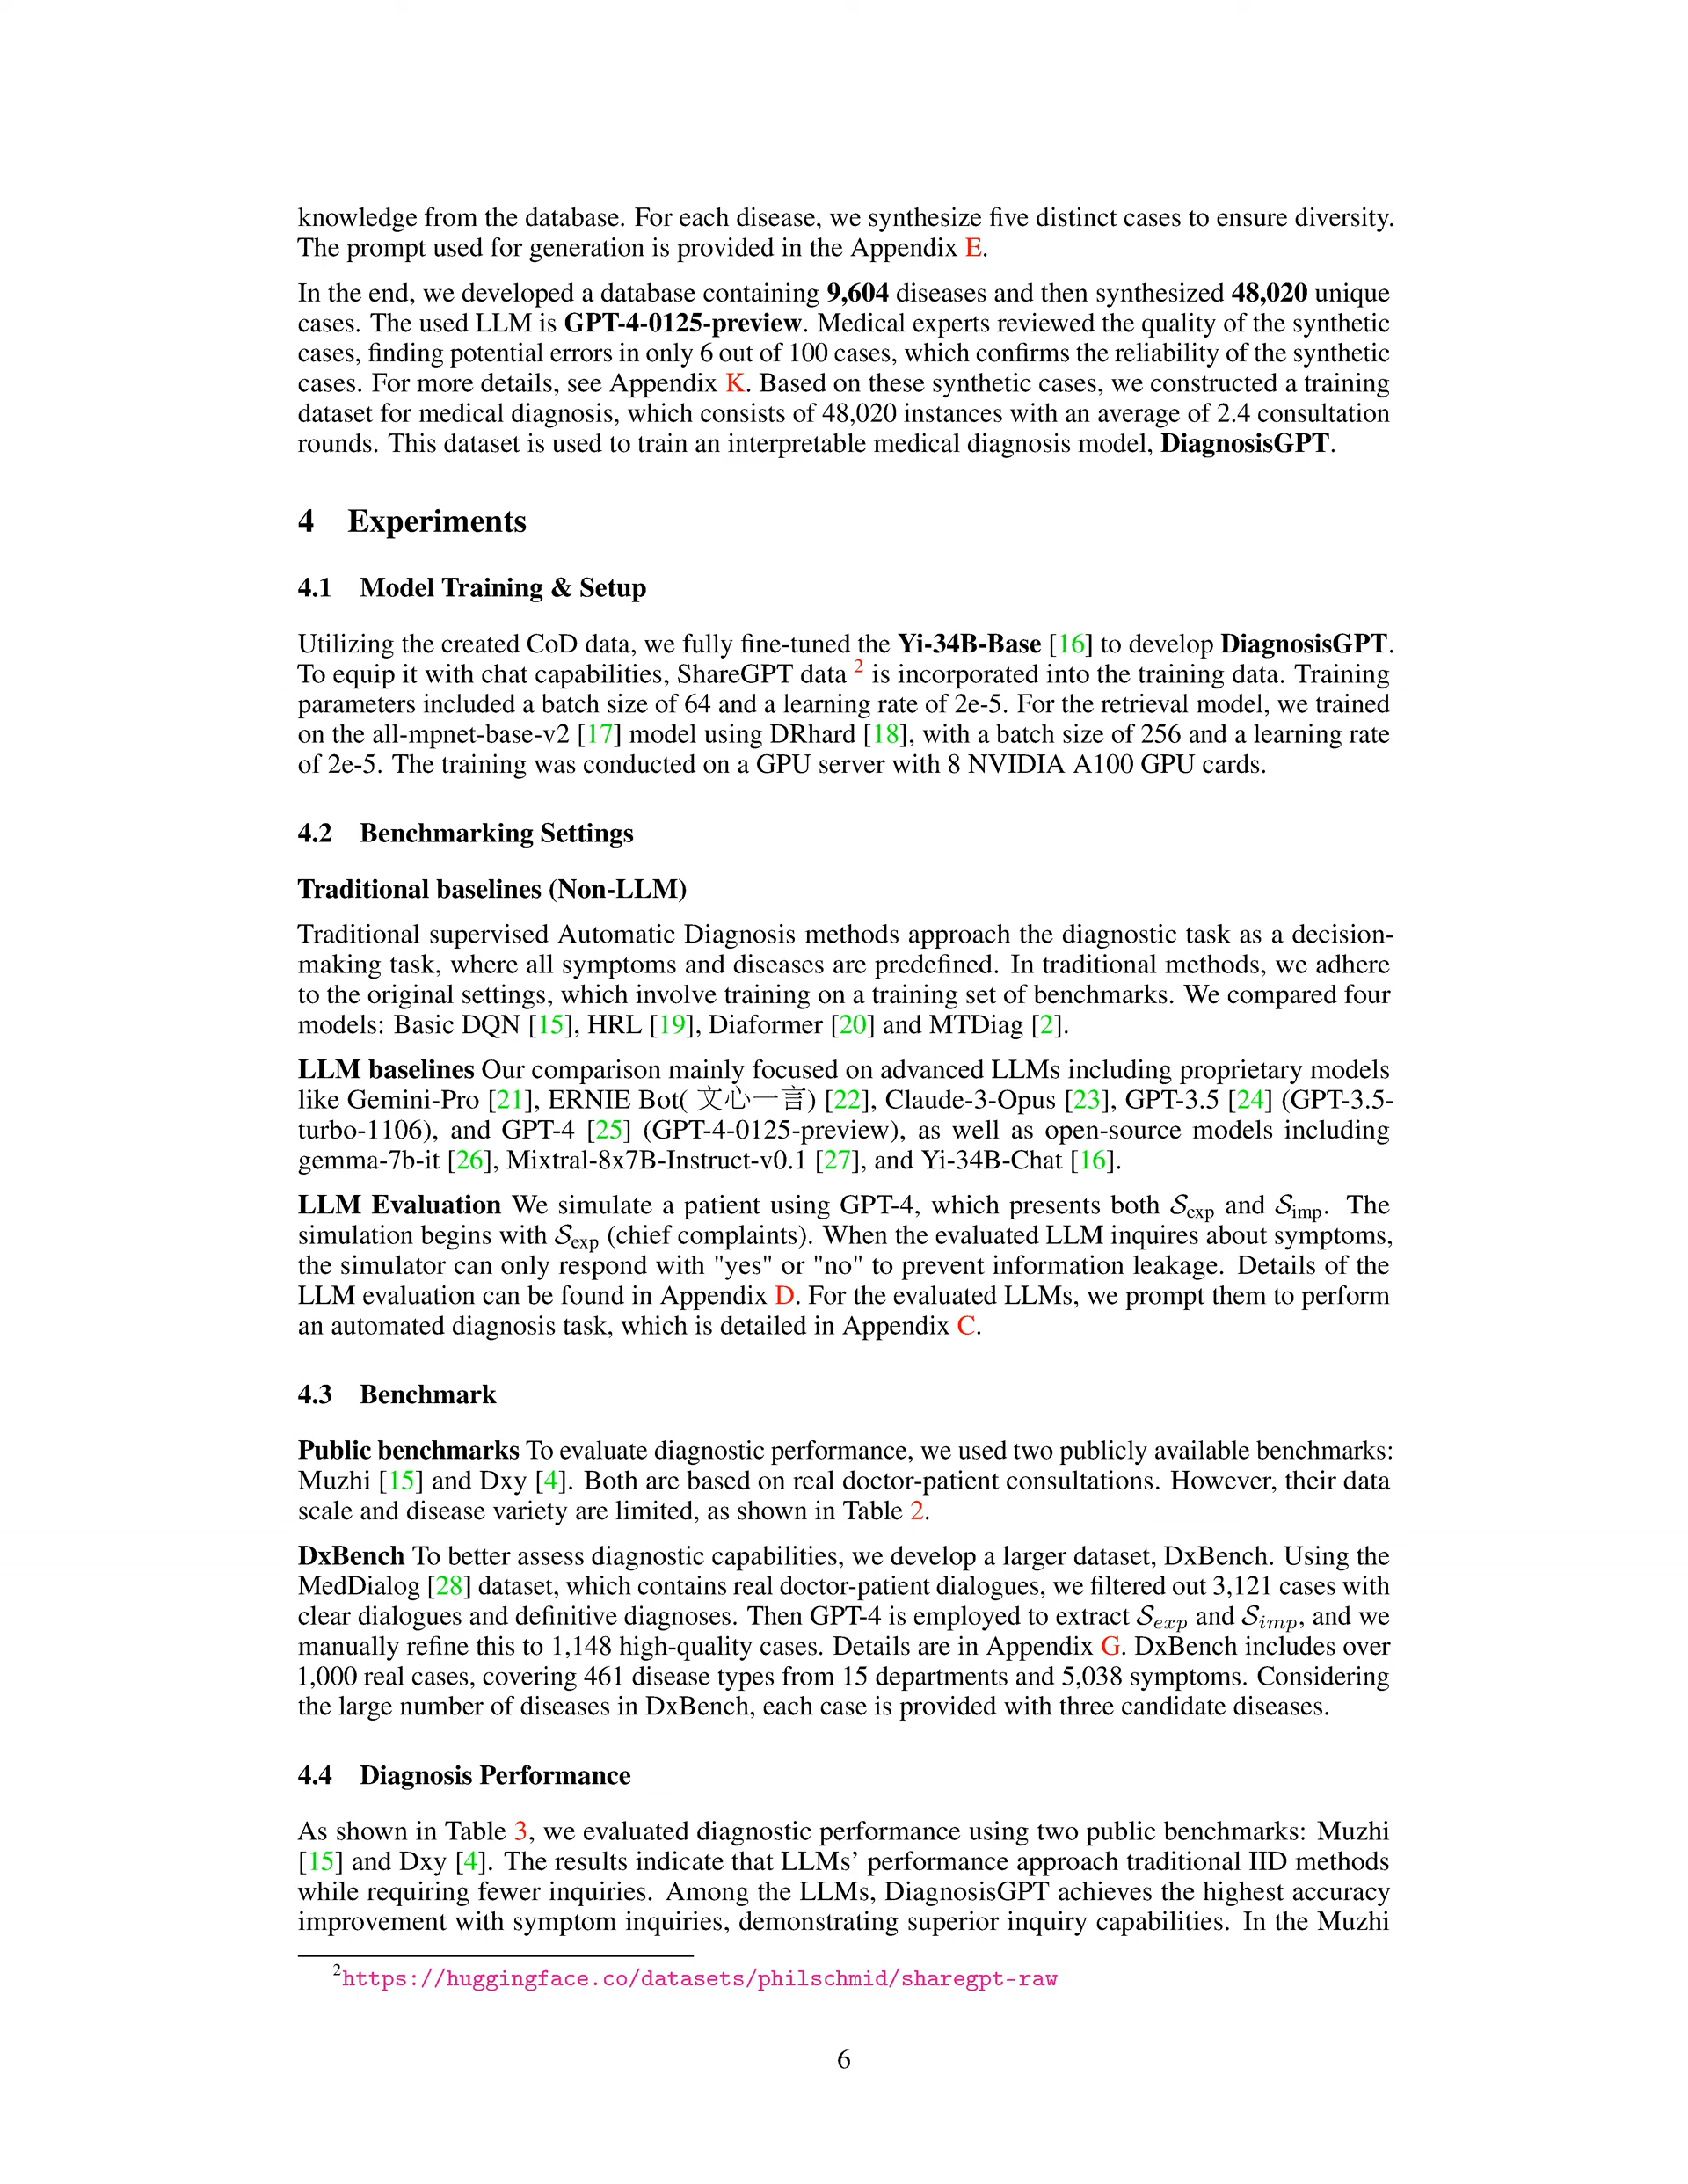 knowledge from the database. For each disease, we synthesize five distinct cases to ensure diversity.
The prompt used for generation is provided in the Appendix E.
In the end, we developed a database containing 9,604 diseases and then synthesized 48,020 unique
cases. The used LLM is GPT-4-0125-preview. Medical experts reviewed the quality of the synthetic
cases, finding potential errors in only 6 out of 100 cases, which confirms the reliability of the synthetic
cases. For more details, see Appendix K. Based on these synthetic cases, we constructed a training
dataset for medical diagnosis, which consists of 48,020 instances with an average of 2.4 consultation
rounds. This dataset is used to train an interpretable medical diagnosis model, DiagnosisGPT.
4 Experiments
4.1 Model Training & Setup
Utilizing the created CoD data, we fully fine-tuned the Yi-34B-Base [16] to develop DiagnosisGPT.
To equip it with chat capabilities, ShareGPT data 2 is incorporated into the training data. Training
parameters included a batch size of 64 and a learning rate of 2e-5. For the retrieval model, we trained
on the all-mpnet-base-v2 [17] model using DRhard [18], with a batch size of 256 and a learning rate
of 2e-5. The training was conducted on a GPU server with 8 NVIDIA A100 GPU cards.
4.2 Benchmarking Settings
Traditional baselines (Non-LLM)
Traditional supervised Automatic Diagnosis methods approach the diagnostic task as a decision-
making task, where all symptoms and diseases are predefined. In traditional methods, we adhere
to the original settings, which involve training on a training set of benchmarks. We compared four
models: Basic DQN [15], HRL [19], Diaformer [20] and MTDiag [2].
LLM baselines Our comparison mainly focused on advanced LLMs including proprietary models
like Gemini-Pro [21], ERNIE Bot( 文心一言) [22], Claude-3-Opus [23], GPT-3.5 [24] (GPT-3.5-
turbo-1106), and GPT-4 [25] (GPT-4-0125-preview), as well as open-source models including
gemma-7b-it [26], Mixtral-8x7B-Instruct-v0.1 [27], and Yi-34B-Chat [16].
LLM Evaluation We simulate a patient using GPT-4, which presents both Sexp and Simp. The
simulation begins with Sexp (chief complaints). When the evaluated LLM inquires about symptoms,
the simulator can only respond with "yes" or "no" to prevent information leakage. Details of the
LLM evaluation can be found in Appendix D. For the evaluated LLMs, we prompt them to perform
an automated diagnosis task, which is detailed in Appendix C.
4.3 Benchmark
Public benchmarks To evaluate diagnostic performance, we used two publicly available benchmarks:
Muzhi [15] and Dxy [4]. Both are based on real doctor-patient consultations. However, their data
scale and disease variety are limited, as shown in Table 2.
DxBench To better assess diagnostic capabilities, we develop a larger dataset, DxBench. Using the
MedDialog [28] dataset, which contains real doctor-patient dialogues, we filtered out 3,121 cases with
clear dialogues and definitive diagnoses. Then GPT-4 is employed to extract Sexp and Simp, and we
manually refine this to 1,148 high-quality cases. Details are in Appendix G. DxBench includes over
1,000 real cases, covering 461 disease types from 15 departments and 5,038 symptoms. Considering
the large number of diseases in DxBench, each case is provided with three candidate diseases.
4.4 Diagnosis Performance
As shown in Table 3, we evaluated diagnostic performance using two public benchmarks: Muzhi
[15] and Dxy [4]. The results indicate that LLMs' performance approach traditional IID methods
while requiring fewer inquiries. Among the LLMs, DiagnosisGPT achieves the highest accuracy
improvement with symptom inquiries, demonstrating superior inquiry capabilities. In the Muzhi
2https://huggingface.co/datasets/philschmid/sharegpt-raw
6